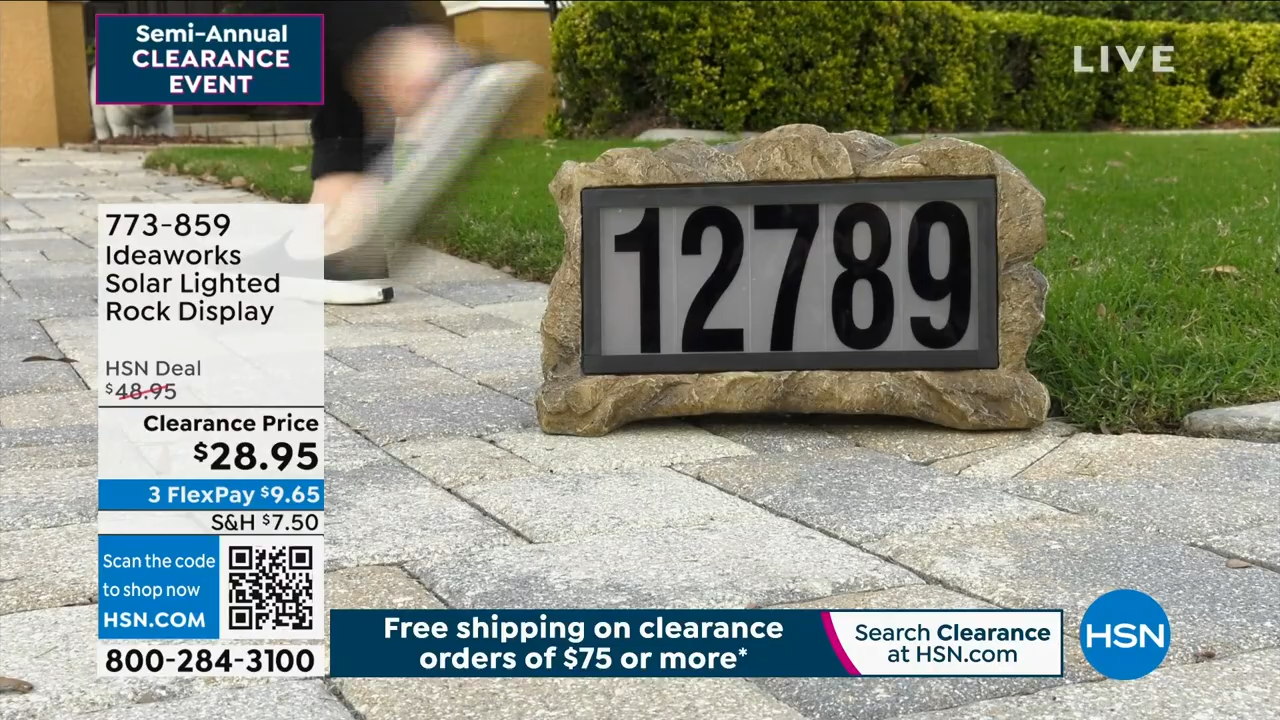 Semi-Annual
CLEARANCE
EVENT
LIVE
773-859
Ideaworks
Solar Lighted
Rock Display
HSN Deal
$48.95
Clearance Price
$28.95
3 FlexPay $9.65
S&H $7.50
Scan the code
to shop now
HSN.COM
800-284-3100
12789
Free shipping on clearance
orders of $75 or more*
Search Clearance
at HSN.com
HSN